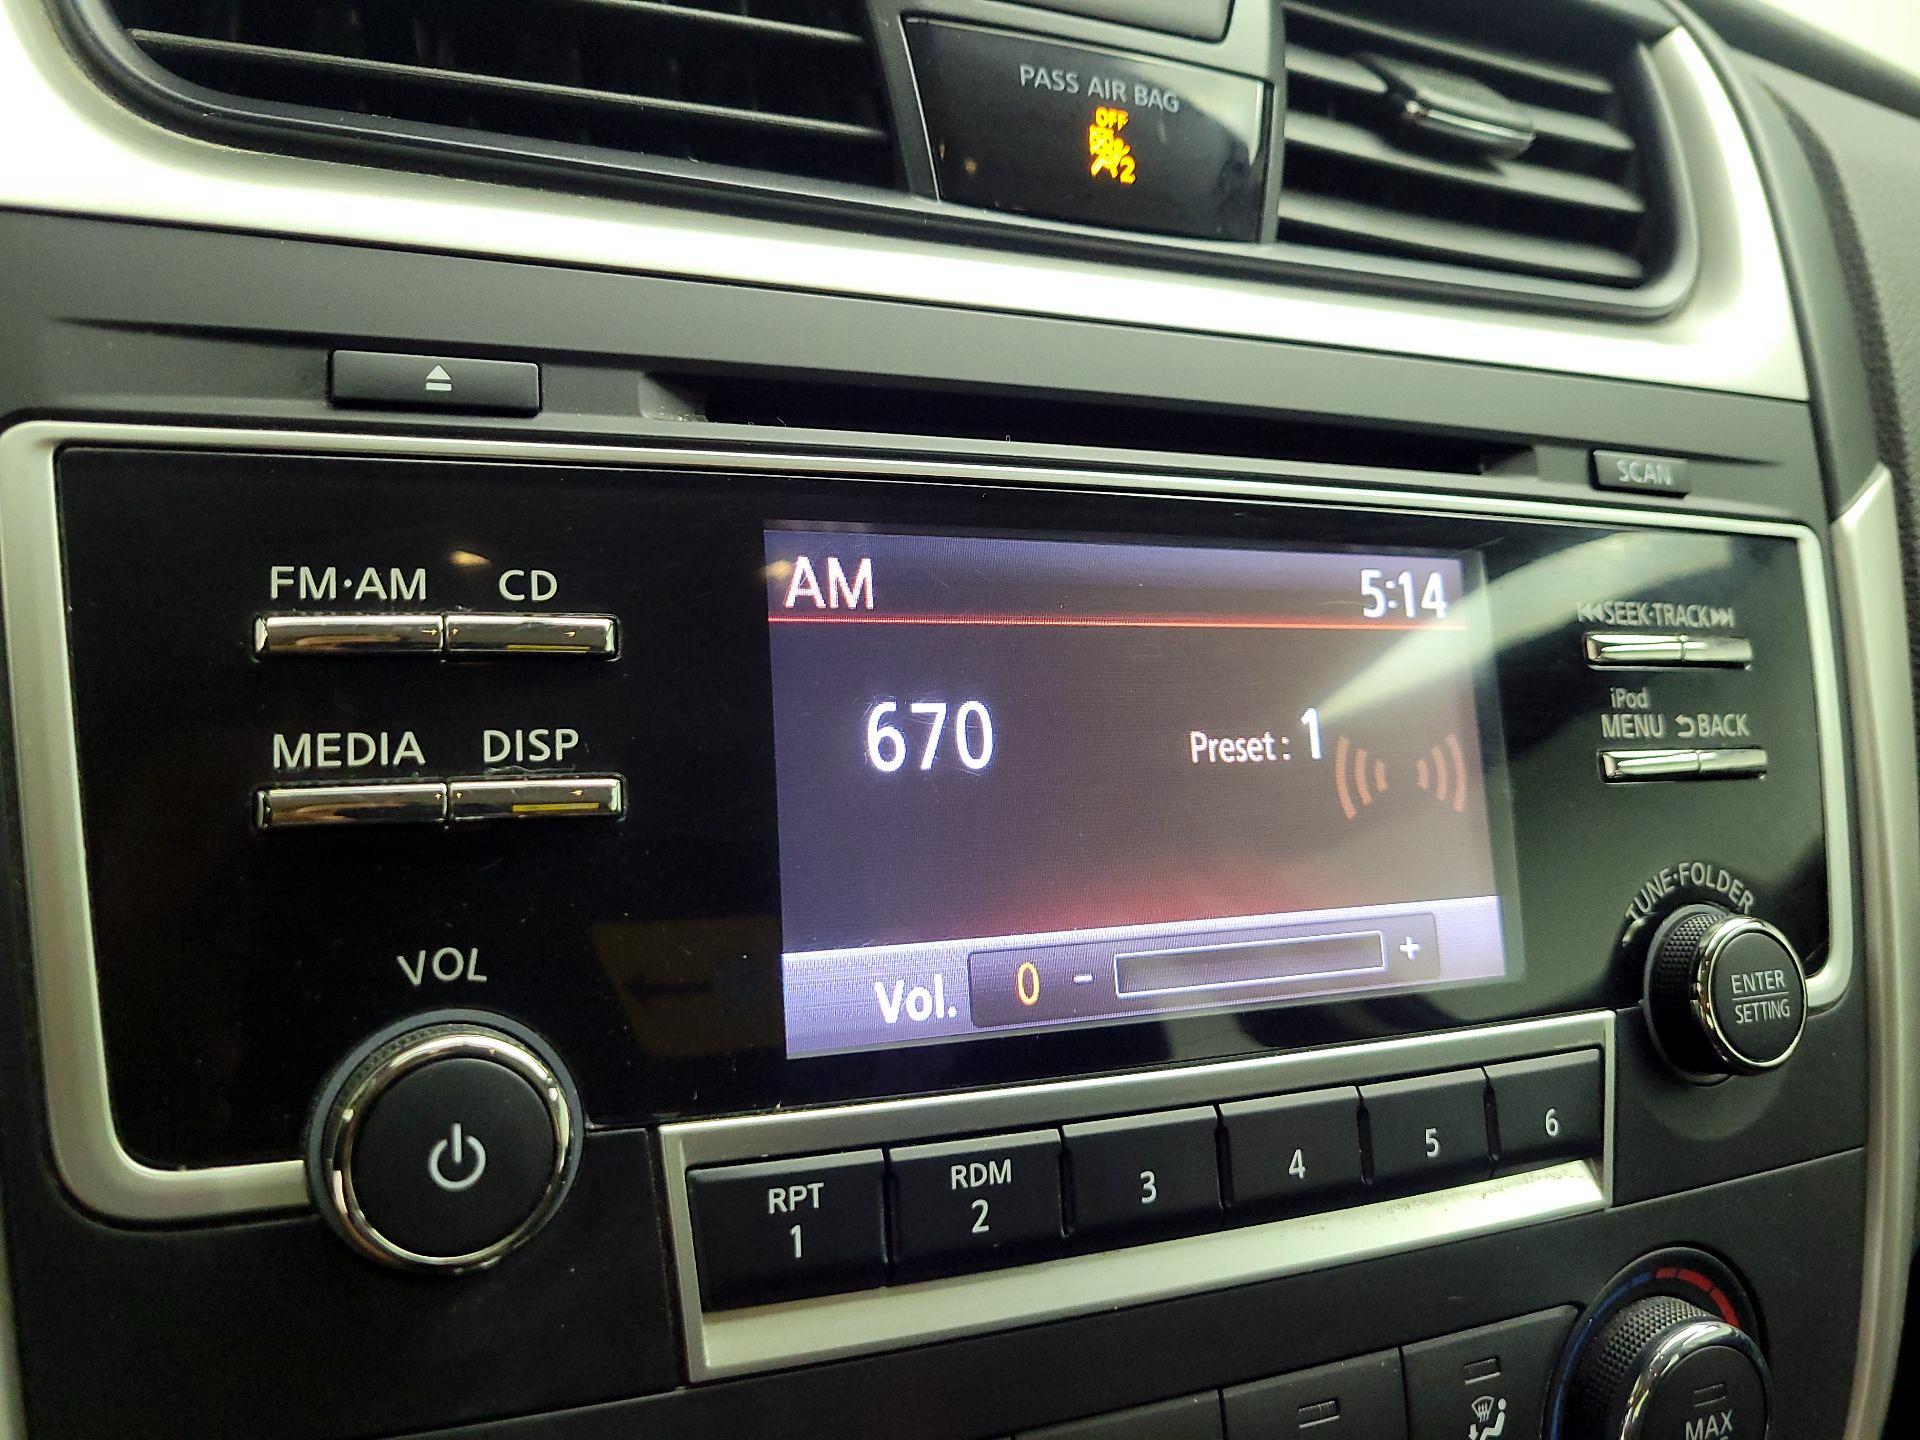 PASS AIR BAG
OFF
2
SCAN
FM·AM CD
AM 5:14
SEEK·TRACK
iPod
MENU BACK
MEDIA DISP
670 Preset : 1
TUNE·FOLDER
VOL
Vol. 0 - +
ENTER
SETTING
RPT
1
RDM
2
3
4
5
6
MAX